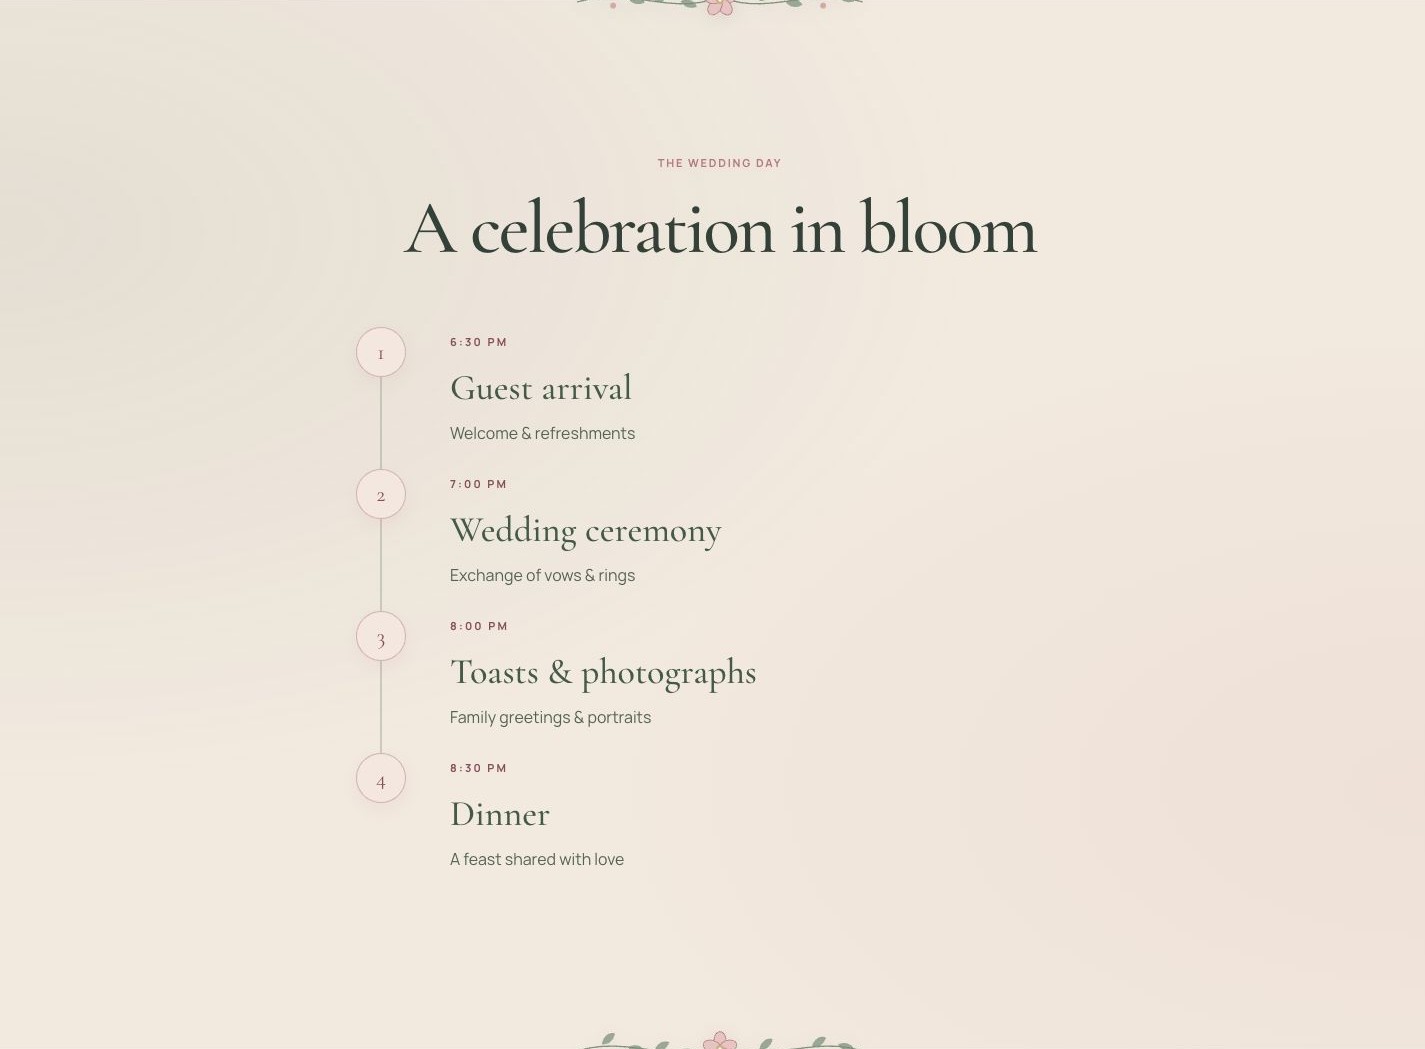 THE WEDDING DAY
A celebration in bloom
1
6:30 PM
Guest arrival
Welcome & refreshments
2
7:00 PM
Wedding ceremony
Exchange of vows & rings
3
8:00 PM
Toasts & photographs
Family greetings & portraits
4
8:30 PM
Dinner
A feast shared with love